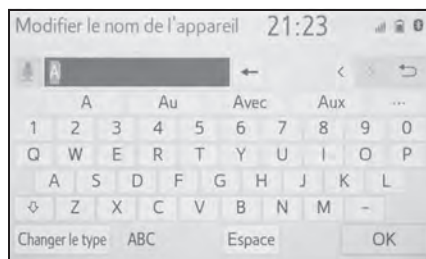 Modifier le nom de l'appareil 21:23
A
A Au Avec Aux ...
1 2 3 4 5 6 7 8 9 0
Q W E R T Y U I O P
A S D F G H J K L
Z X C V B N M -
Changer le type ABC Espace OK